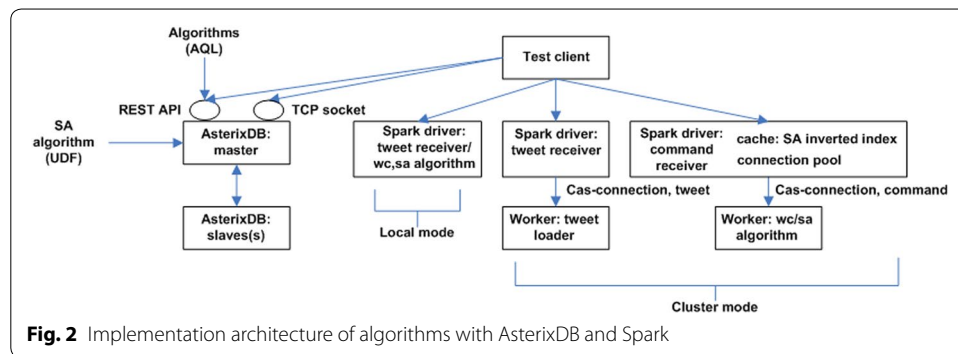 Algorithms
(AQL)
Test client
REST API
TCP socket
SA
algorithm
(UDF)
AsterixDB:
master
Spark driver:
tweet receiver/
wc,sa algorithm
Spark driver:
tweet receiver
Spark driver:
command
receiver
cache: SA inverted index
connection pool
Cas-connection, tweet
Cas-connection, command
AsterixDB:
slaves(s)
Local mode
Worker: tweet
loader
Worker: wc/sa
algorithm
Cluster mode
Fig. 2 Implementation architecture of algorithms with AsterixDB and Spark